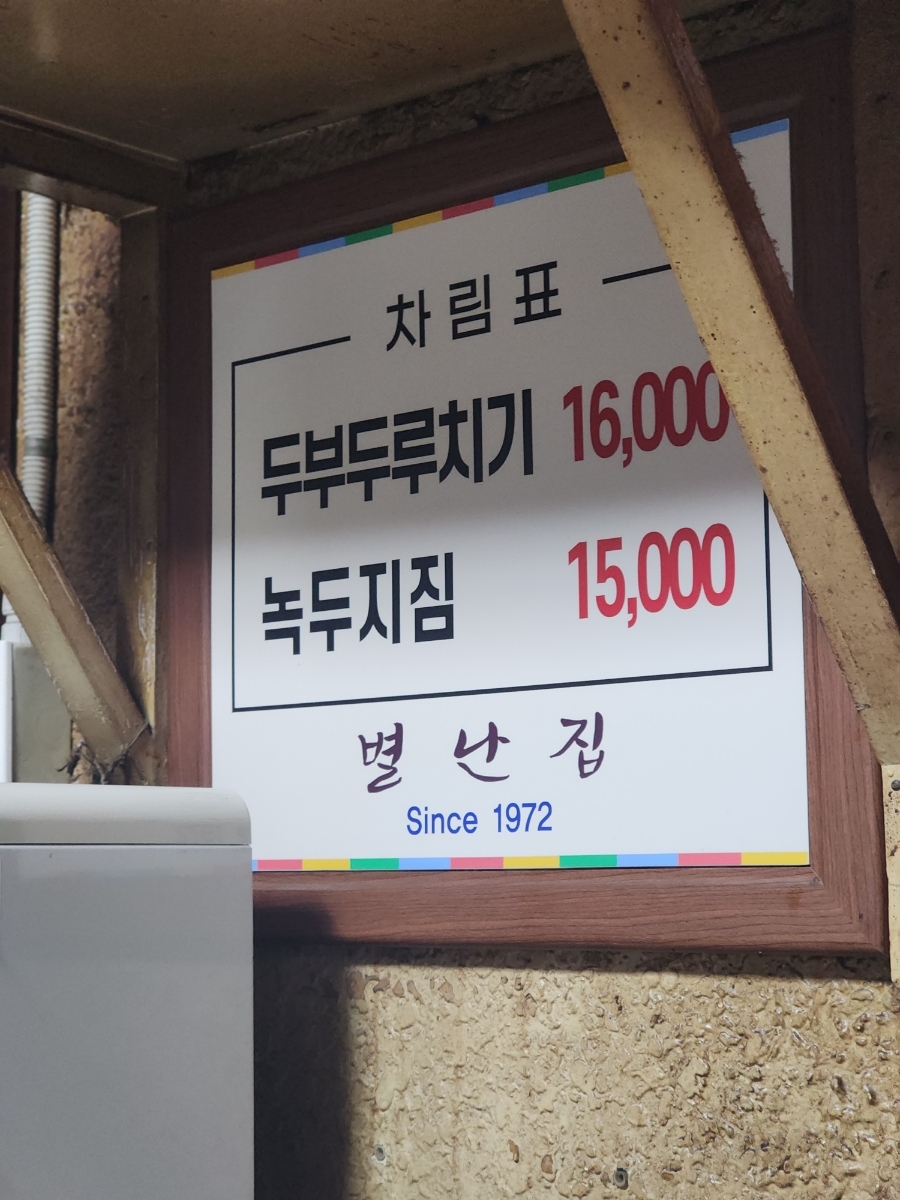 차림표
두부두루치기 16,000
녹두지짐 15,000
별난집
Since 1972